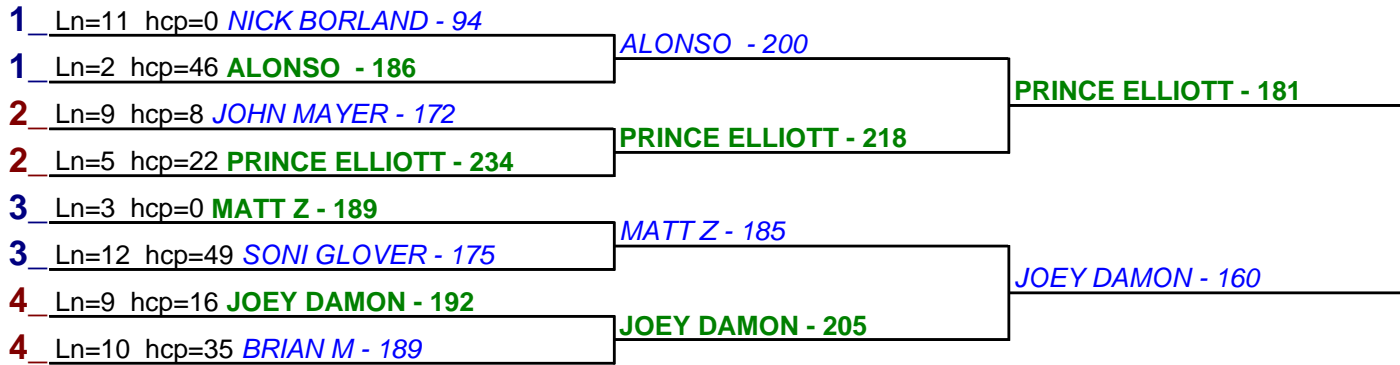 1_ Ln=11 hcp=0 NICK BORLAND - 94
1_ Ln=2 hcp=46 ALONSO - 186
2_ Ln=9 hcp=8 JOHN MAYER - 172
2_ Ln=5 hcp=22 PRINCE ELLIOTT - 234
3_ Ln=3 hcp=0 MATT Z - 189
3_ Ln=12 hcp=49 SONI GLOVER - 175
4_ Ln=9 hcp=16 JOEY DAMON - 192
4_ Ln=10 hcp=35 BRIAN M - 189
ALONSO - 200
PRINCE ELLIOTT - 218
MATT Z - 185
JOEY DAMON - 205
PRINCE ELLIOTT - 181
JOEY DAMON - 160